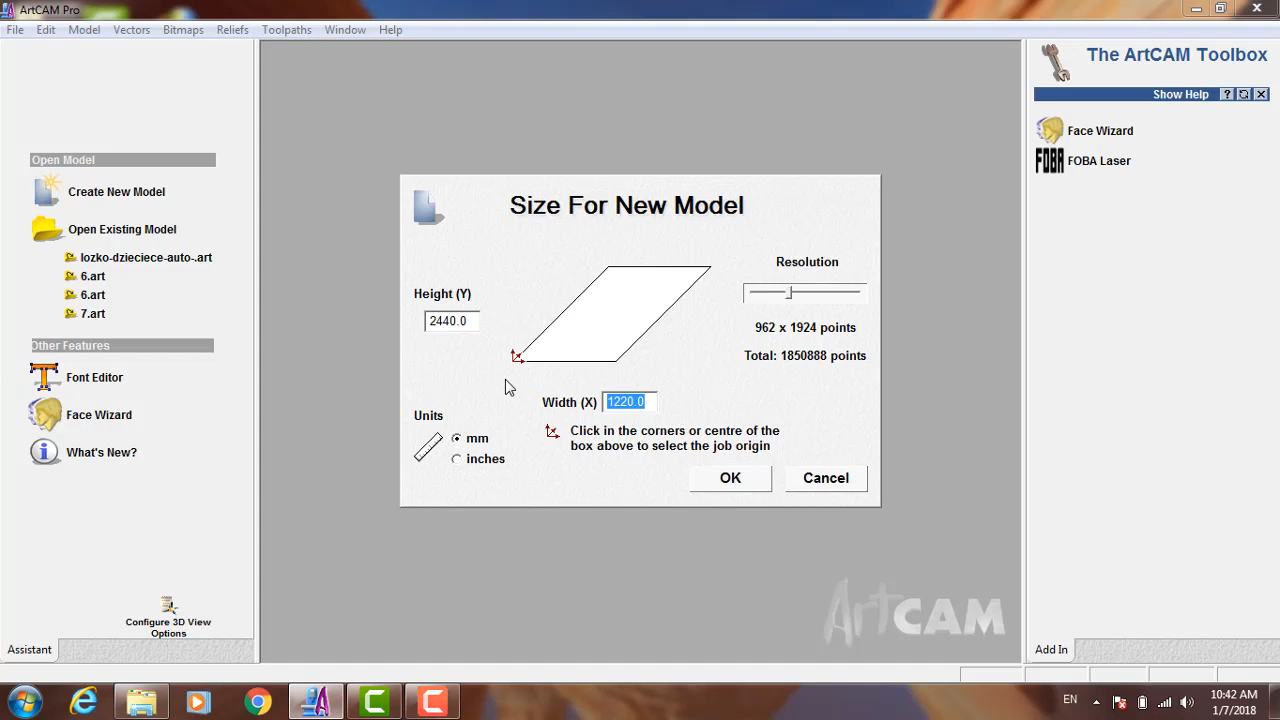 ArtCAM Pro
File Edit Model Vectors Bitmaps Reliefs Toolpaths Window Help
The ArtCAM Toolbox
Show Help
Face Wizard
FOBA FOBA Laser
Open Model
Create New Model
Open Existing Model
lozko-dzieciece-auto-.art
6.art
6.art
7.art
Other Features
Font Editor
Face Wizard
What's New?
Configure 3D View
Options
Assistant
Size For New Model
Resolution
Height (Y)
2440.0
962 x 1924 points
Total: 1850888 points
Width (X) 1220.0
Units
mm
inches
Click in the corners or centre of the
box above to select the job origin
OK Cancel
ArtCAM
Add In
EN
10:42 AM
1/7/2018